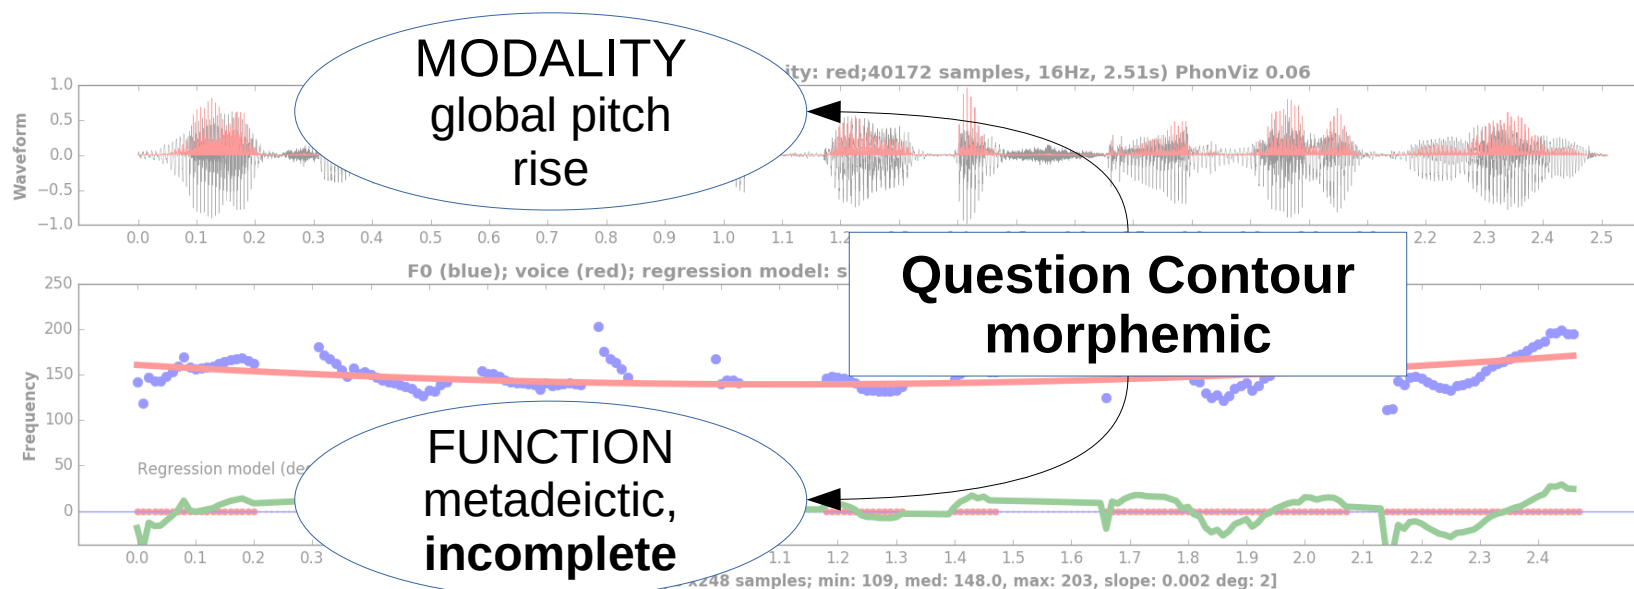 MODALITY
global pitch
rise
ity: red;40172 samples, 16Hz, 2.51s) PhonViz 0.06
Waveform
1.0
0.5
0.0
−0.5
−1.0
0.0 0.1 0.2 0.3 0.4 0.5 0.6 0.7 0.8 0.9 1.0 1.1 1.2 2.2 2.3 2.4 2.5
F0 (blue); voice (red); regression model: s
Question Contour
morphemic
Frequency
250
200
150
100
50
0
Regression model (deg
FUNCTION
metadeictic,
incomplete
0.0 0.1 0.2 0.3 1.1 1.2 1.3 1.4 1.5 1.6 1.7 1.8 1.9 2.0 2.1 2.2 2.3 2.4
x248 samples; min: 109, med: 148.0, max: 203, slope: 0.002 deg: 2]